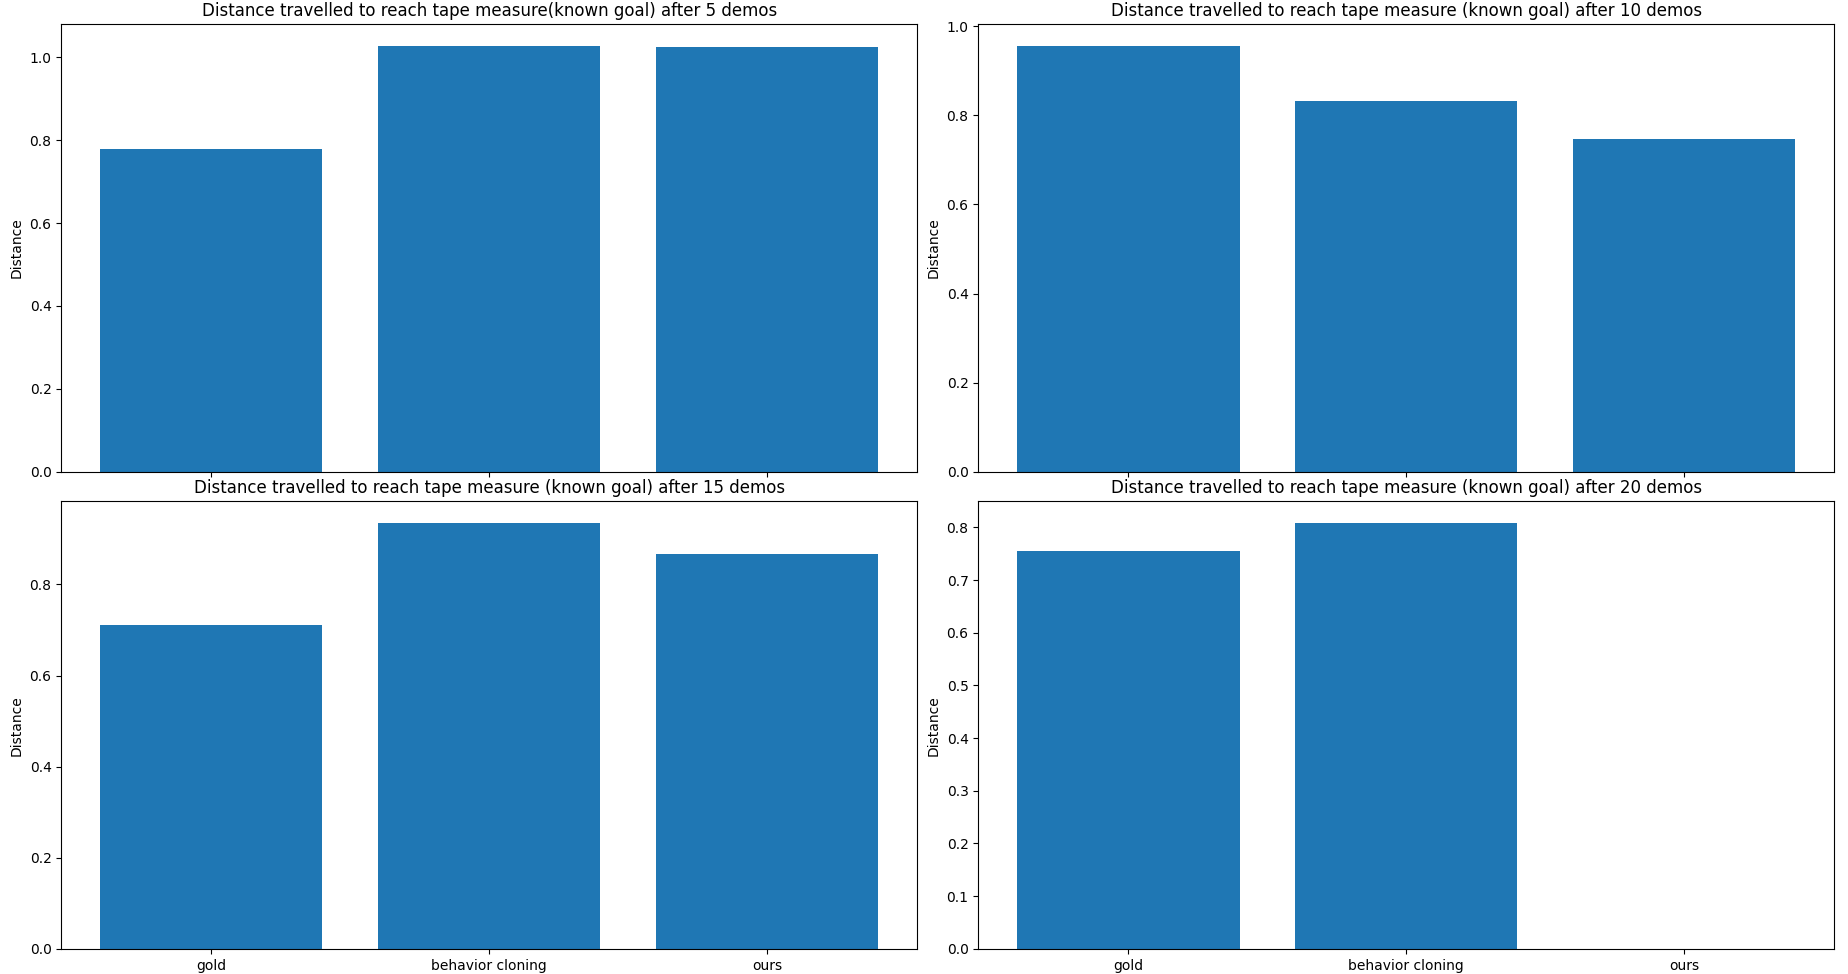 Distance travelled to reach tape measure(known goal) after 5 demos
1.0
0.8
0.6
0.4
0.2
0.0
Distance
Distance travelled to reach tape measure (known goal) after 10 demos
1.0
0.8
0.6
0.4
0.2
0.0
Distance
Distance travelled to reach tape measure (known goal) after 15 demos
0.8
0.6
0.4
0.2
0.0
Distance
gold behavior cloning ours
Distance travelled to reach tape measure (known goal) after 20 demos
0.8
0.7
0.6
0.5
0.4
0.3
0.2
0.1
0.0
Distance
gold behavior cloning ours